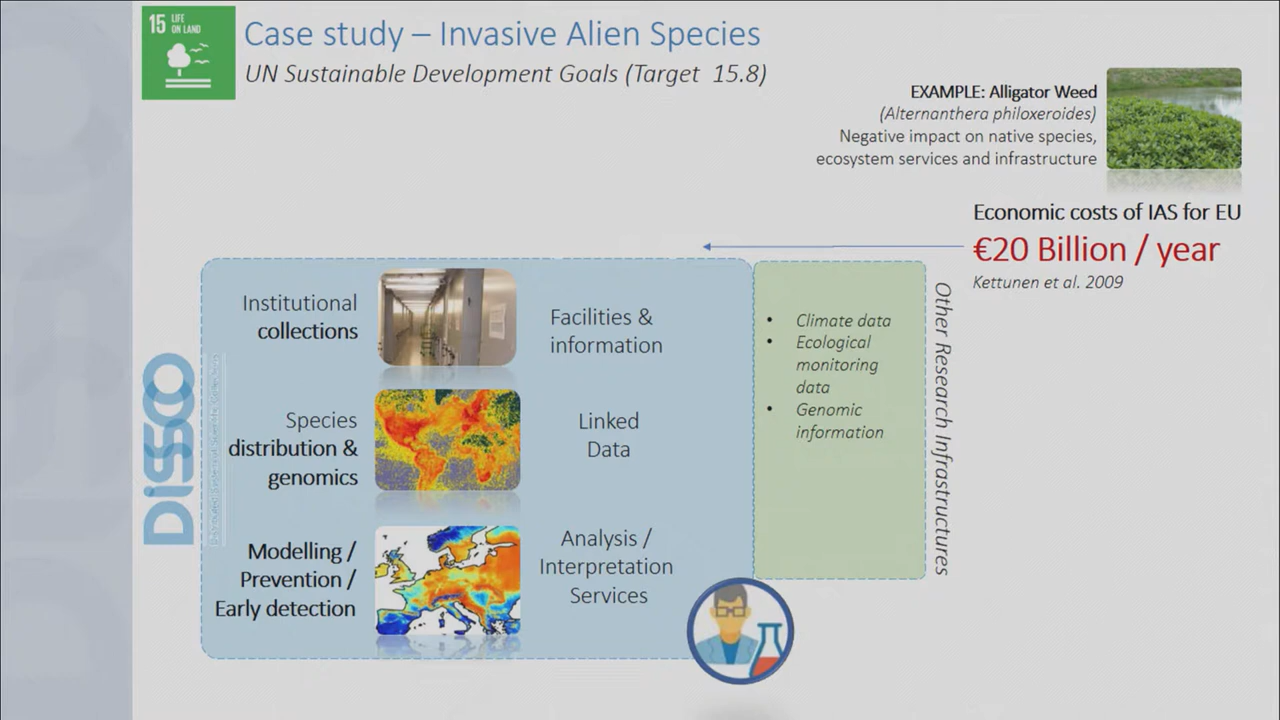 15 LIFE
ON LAND
Case study – Invasive Alien Species
UN Sustainable Development Goals (Target 15.8)
EXAMPLE: Alligator Weed
(Alternanthera philoxeroides)
Negative impact on native species,
ecosystem services and infrastructure
Economic costs of IAS for EU
€20 Billion / year
Kettunen et al. 2009
DiSSCo
Institutional
collections
Facilities &
information
Species
distribution &
genomics
Linked
Data
Modelling /
Prevention /
Early detection
Analysis /
Interpretation
Services
• Climate data
• Ecological
monitoring
data
• Genomic
information
Other Research Infrastructures